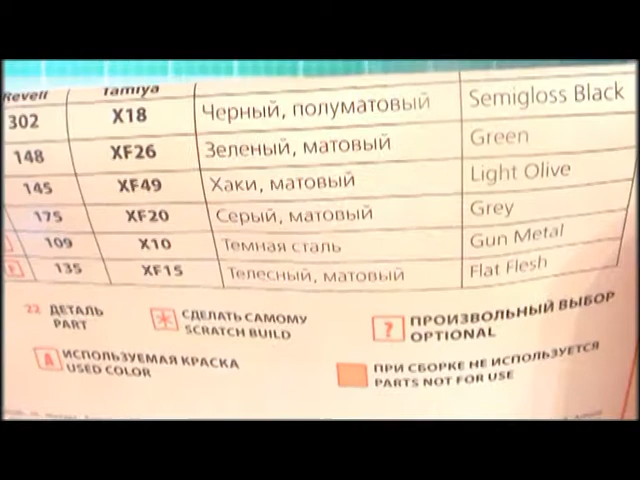 Revell Tamiya
302 X18 Черный, полуматовый Semigloss Black
148 XF26 Зеленый, матовый Green
145 XF49 Хаки, матовый Light Olive
175 XF20 Серый, матовый Grey
109 X10 Темная сталь Gun Metal
135 XF15 Телесный, матовый Flat Flesh
22 ДЕТАЛЬ
PART
СДЕЛАТЬ САМОМУ
SCRATCH BUILD
? ПРОИЗВОЛЬНЫЙ ВЫБОР
OPTIONAL
A ИСПОЛЬЗУЕМАЯ КРАСКА
USED COLOR
ПРИ СБОРКЕ НЕ ИСПОЛЬЗУЕТСЯ
PARTS NOT FOR USE